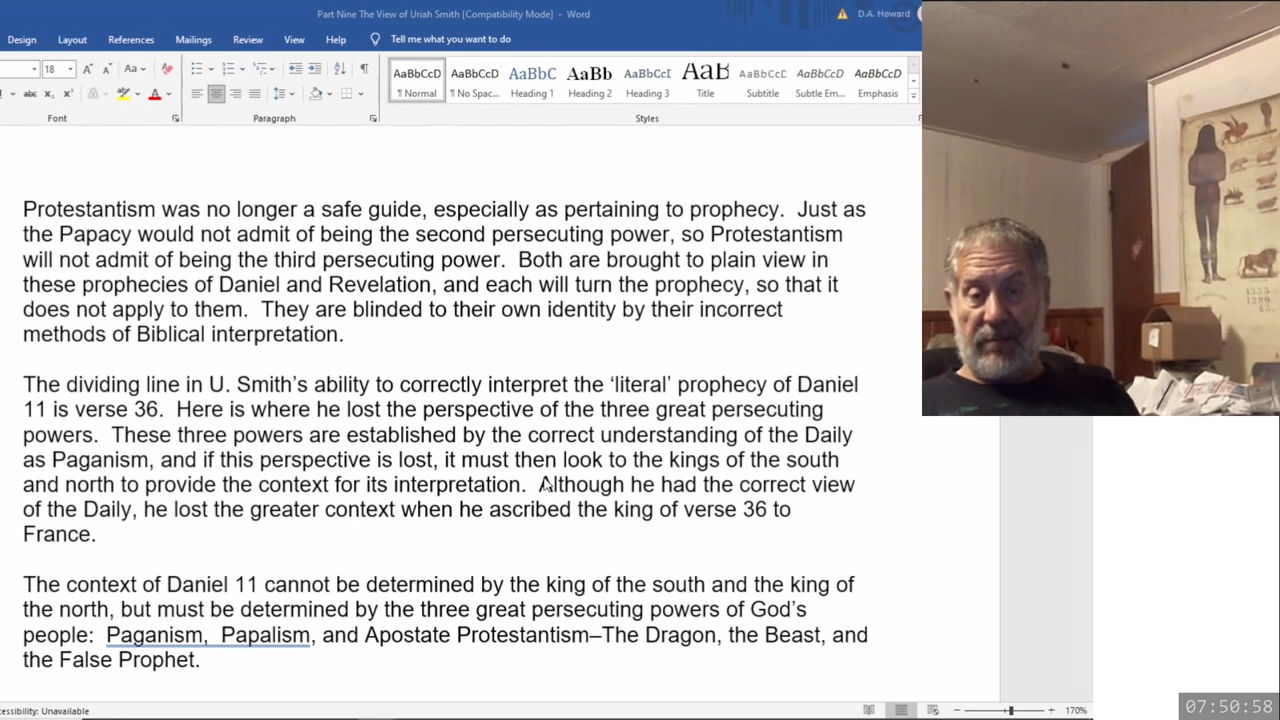 Part Nine The View of Uriah Smith [Compatibility Mode] - Word
D.A. Howard
Design Layout References Mailings Review View Help Tell me what you want to do
18
Aa
AaBbCcD AaBbCcD AaBbC AaBb AaBbCcI AaB AaBbCcD AaBbCcD AaBbCcD
¶ Normal ¶ No Spac... Heading 1 Heading 2 Heading 3 Title Subtitle Subtle Em... Emphasis
Font Paragraph Styles
Protestantism was no longer a safe guide, especially as pertaining to prophecy. Just as
the Papacy would not admit of being the second persecuting power, so Protestantism
will not admit of being the third persecuting power. Both are brought to plain view in
these prophecies of Daniel and Revelation, and each will turn the prophecy, so that it
does not apply to them. They are blinded to their own identity by their incorrect
methods of Biblical interpretation.
The dividing line in U. Smith's ability to correctly interpret the 'literal' prophecy of Daniel
11 is verse 36. Here is where he lost the perspective of the three great persecuting
powers. These three powers are established by the correct understanding of the Daily
as Paganism, and if this perspective is lost, it must then look to the kings of the south
and north to provide the context for its interpretation. Although he had the correct view
of the Daily, he lost the greater context when he ascribed the king of verse 36 to
France.
The context of Daniel 11 cannot be determined by the king of the south and the king of
the north, but must be determined by the three great persecuting powers of God's
people: Paganism, Papalism, and Apostate Protestantism–The Dragon, the Beast, and
the False Prophet.
cessibility: Unavailable
170%
07:50:58